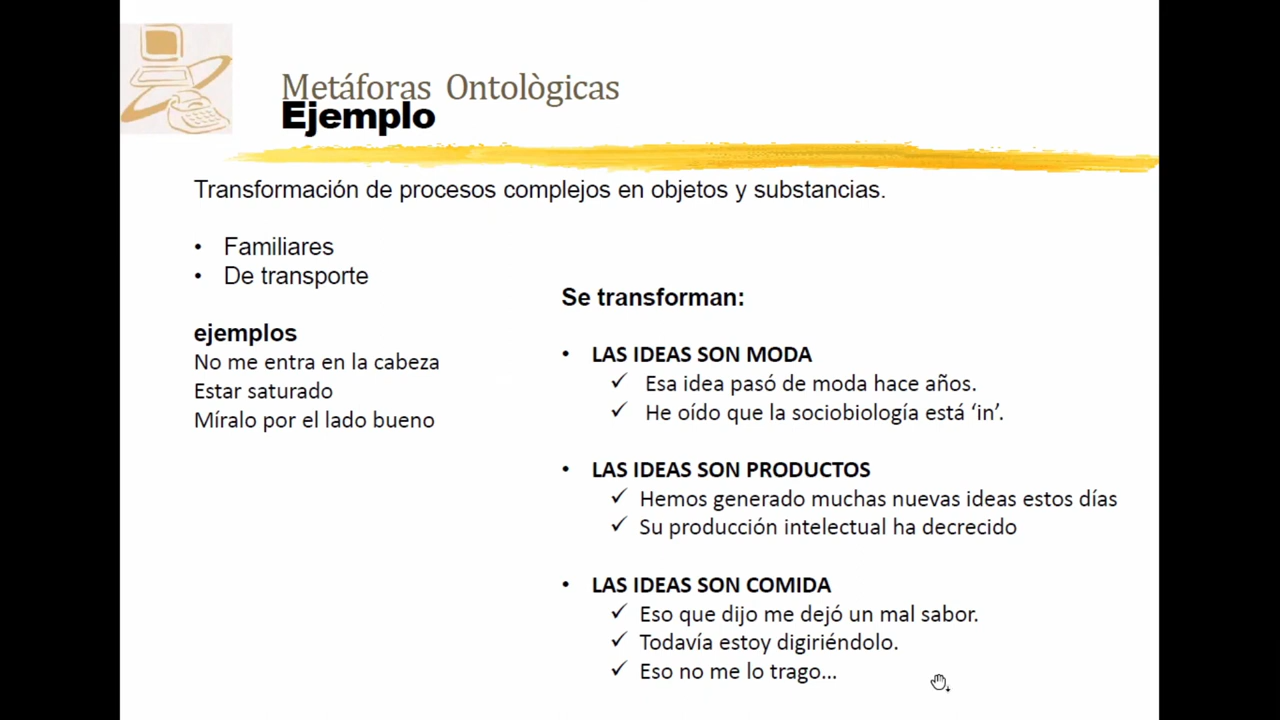 Metáforas Ontològicas
Ejemplo
Transformación de procesos complejos en objetos y substancias.
• Familiares
• De transporte
ejemplos
No me entra en la cabeza
Estar saturado
Míralo por el lado bueno
Se transforman:
• LAS IDEAS SON MODA
✓ Esa idea pasó de moda hace años.
✓ He oído que la sociobiología está ‘in’.
• LAS IDEAS SON PRODUCTOS
✓ Hemos generado muchas nuevas ideas estos días
✓ Su producción intelectual ha decrecido
• LAS IDEAS SON COMIDA
✓ Eso que dijo me dejó un mal sabor.
✓ Todavía estoy digiriéndolo.
✓ Eso no me lo trago...